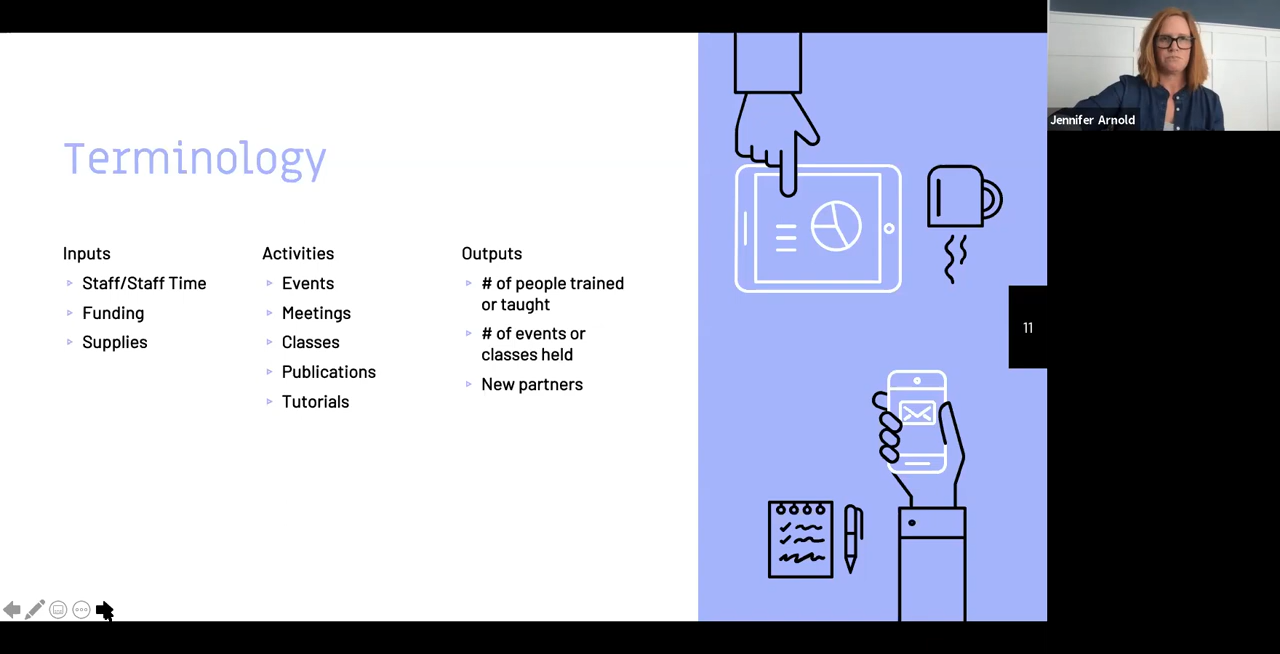 Terminology
Inputs
Staff/Staff Time
Funding
Supplies
Activities
Events
Meetings
Classes
Publications
Tutorials
Outputs
# of people trained
or taught
# of events or
classes held
New partners
11
Jennifer Arnold